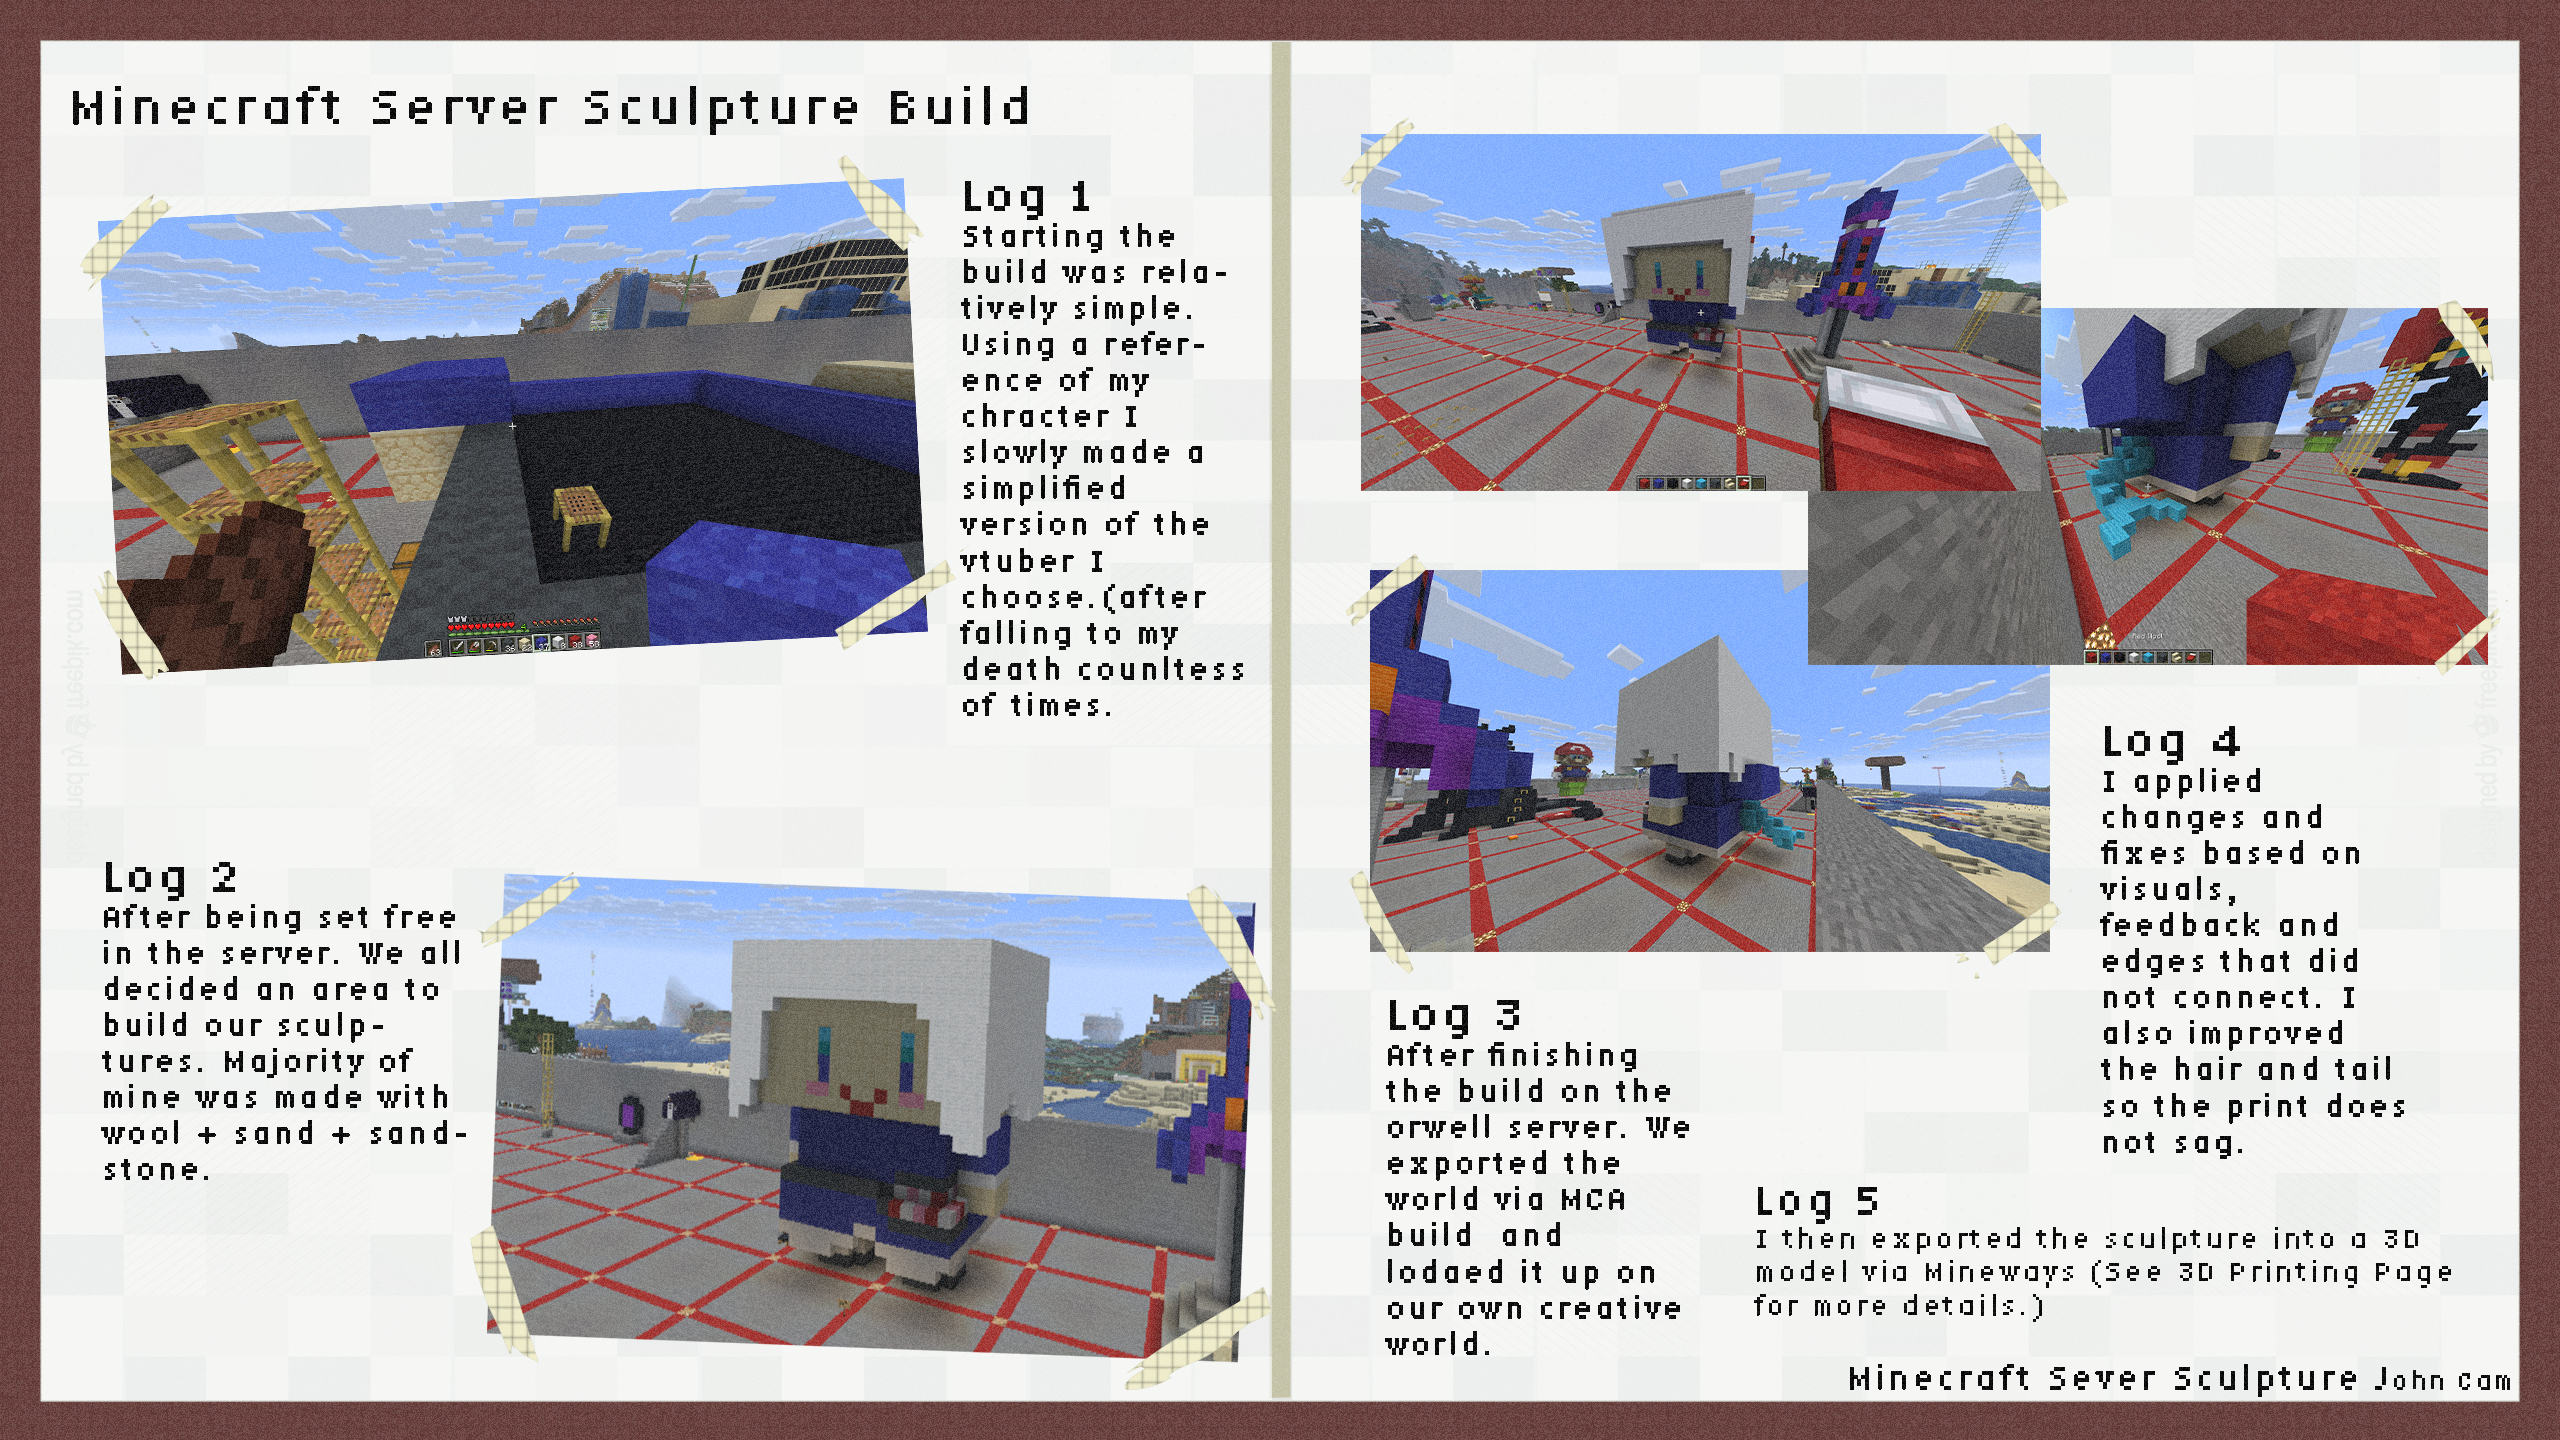 Minecraft Server Sculpture Build
Log 1
Starting the
build was rela-
tively simple.
Using a refer-
ence of my
chracter I
slowly made a
simplified
version of the
vtuber I
choose.(after
falling to my
death counltess
of times.
Log 2
After being set free
in the server. We all
decided an area to
build our sculp-
tures. Majority of
mine was made with
wool + sand + sand-
stone.
Red Wool
Log 3
After finishing
the build on the
orwell server. We
exported the
world via MCA
build and
lodaed it up on
our own creative
world.
Log 4
I applied
changes and
fixes based on
visuals,
feedback and
edges that did
not connect. I
also improved
the hair and tail
so the print does
not sag.
Log 5
I then exported the sculpture into a 3D
model via Mineways (See 3D Printing Page
for more details.)
Minecraft Sever Sculpture John Cam
designed by freepik.com